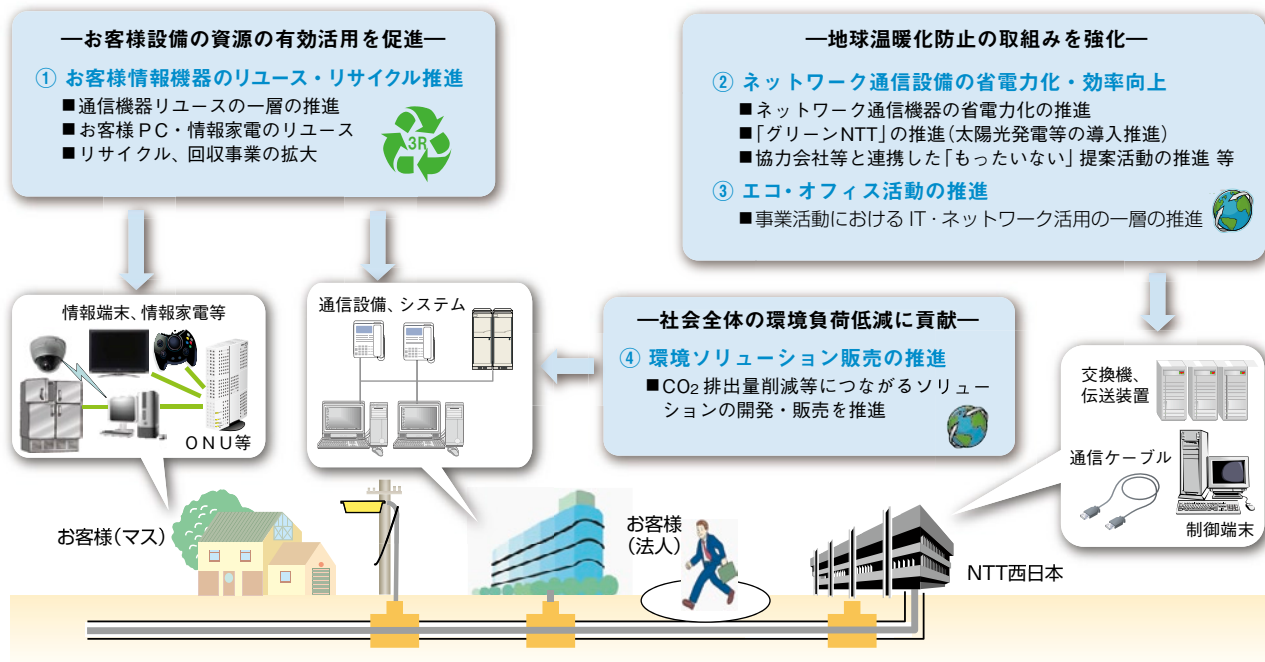 ―お客様設備の資源の有効活用を促進―
① お客様情報機器のリユース・リサイクル推進
■通信機器リユースの一層の推進
■お客様PC・情報家電のリユース
■リサイクル、回収事業の拡大
3R
―地球温暖化防止の取組みを強化―
② ネットワーク通信設備の省電力化・効率向上
■ネットワーク通信機器の省電力化の推進
■「グリーンNTT」の推進(太陽光発電等の導入推進)
■協力会社等と連携した「もったいない」提案活動の推進 等
③ エコ・オフィス活動の推進
■事業活動におけるIT・ネットワーク活用の一層の推進
情報端末、情報家電等
ONU等
通信設備、システム
―社会全体の環境負荷低減に貢献―
④ 環境ソリューション販売の推進
■CO₂排出量削減等につながるソリュー
ションの開発・販売を推進
交換機、
伝送装置
通信ケーブル
制御端末
お客様(マス)
お客様
(法人)
NTT西日本